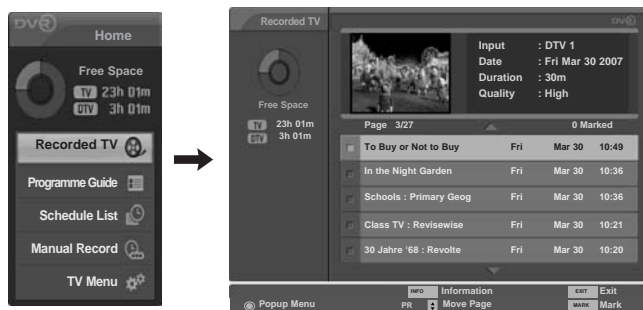 DVR
Home
Free Space
TV 23h 01m
DTV 3h 01m
Recorded TV
Programme Guide
Schedule List
Manual Record
TV Menu
Recorded TV
DVR
Free Space
TV 23h 01m
DTV 3h 01m
Input : DTV 1
Date : Fri Mar 30 2007
Duration : 30m
Quality : High
Page 3/27 0 Marked
To Buy or Not to Buy Fri Mar 30 10:49
In the Night Garden Fri Mar 30 10:36
Schools : Primary Geog Fri Mar 30 10:36
Class TV : Revisewise Fri Mar 30 10:21
30 Jahre '68 : Revolte Fri Mar 30 10:20
INFO Information EXIT Exit
Popup Menu PR Move Page MARK Mark